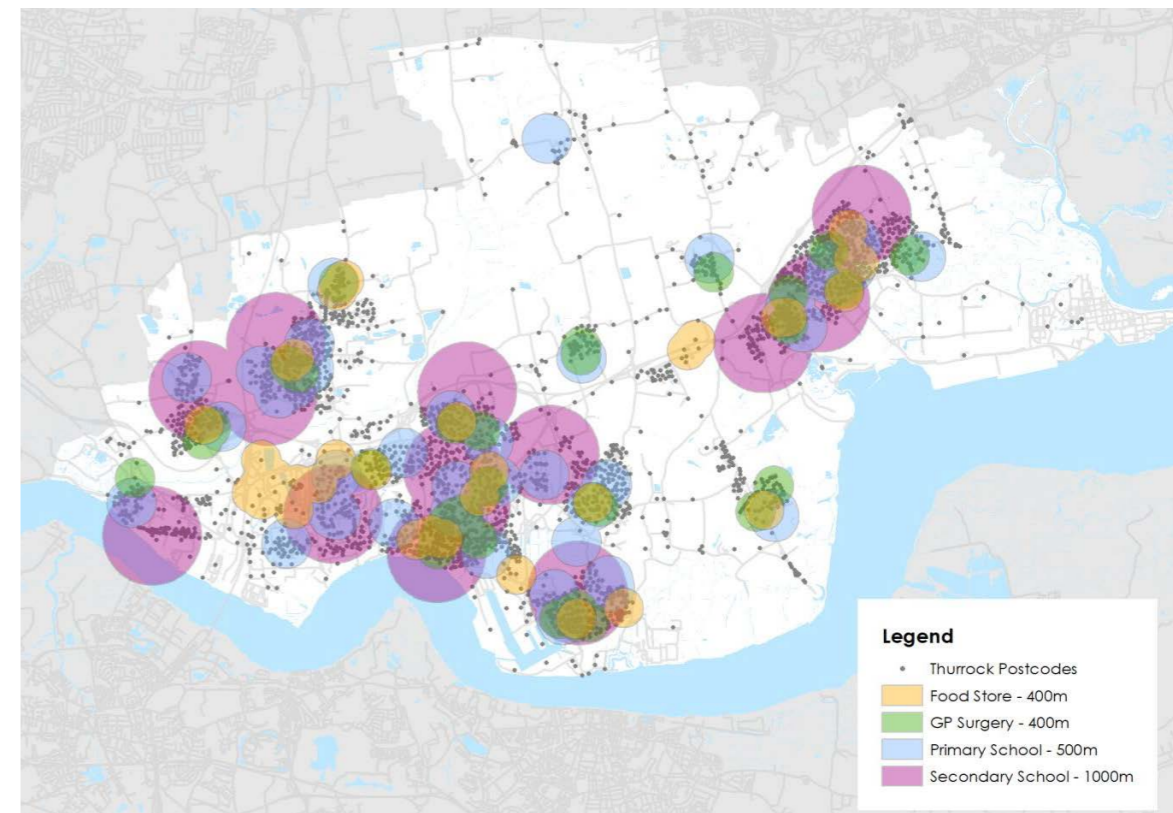 Legend
Thurrock Postcodes
Food Store - 400m
GP Surgery - 400m
Primary School - 500m
Secondary School - 1000m